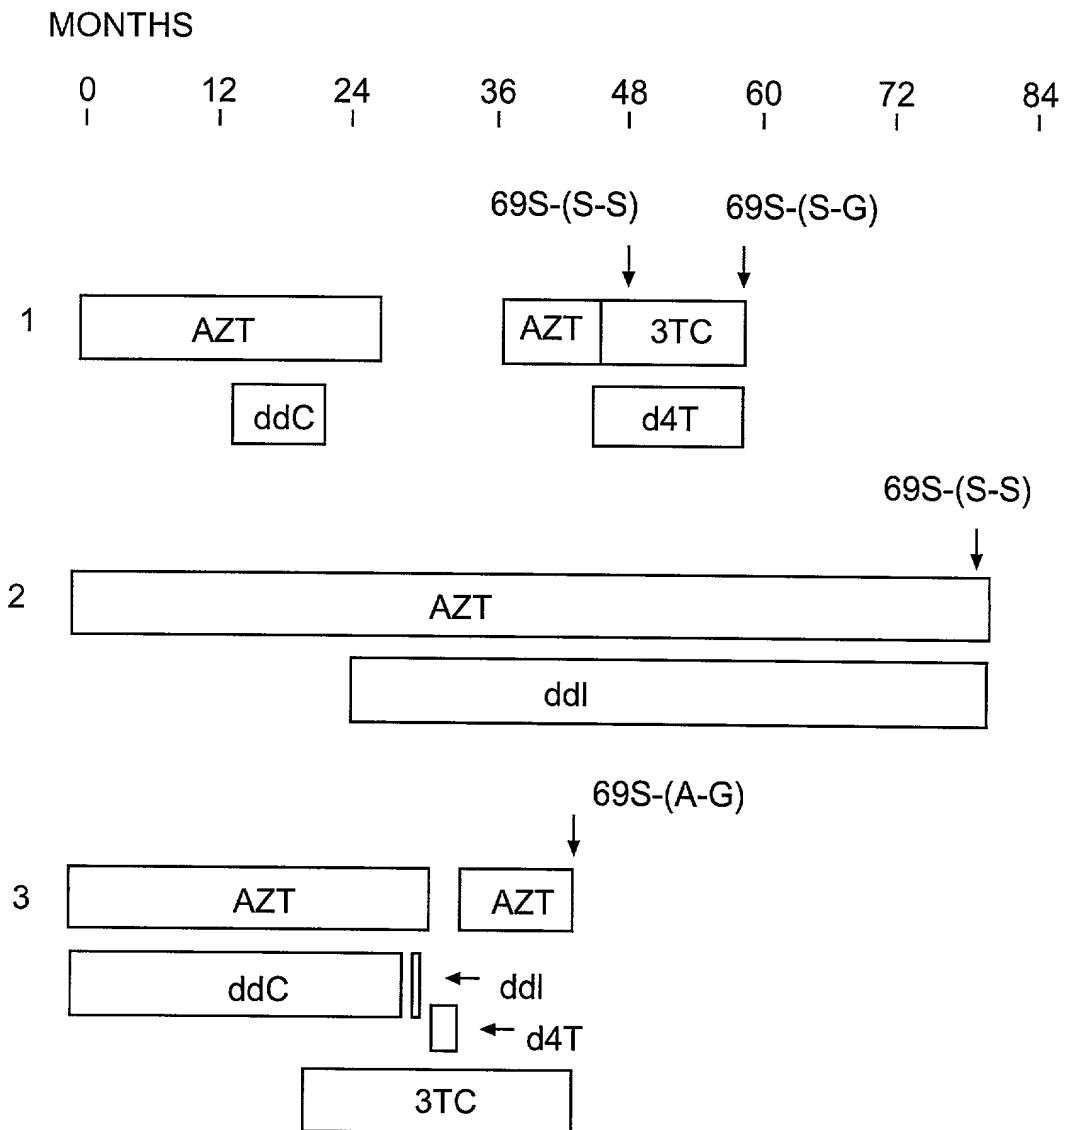 MONTHS
0 12 24 36 48 60 72 84
69S-(S-S) 69S-(S-G)
1 AZT AZT 3TC
ddC d4T
69S-(S-S)
2 AZT
ddI
69S-(A-G)
3 AZT AZT
ddC ddI
d4T
3TC